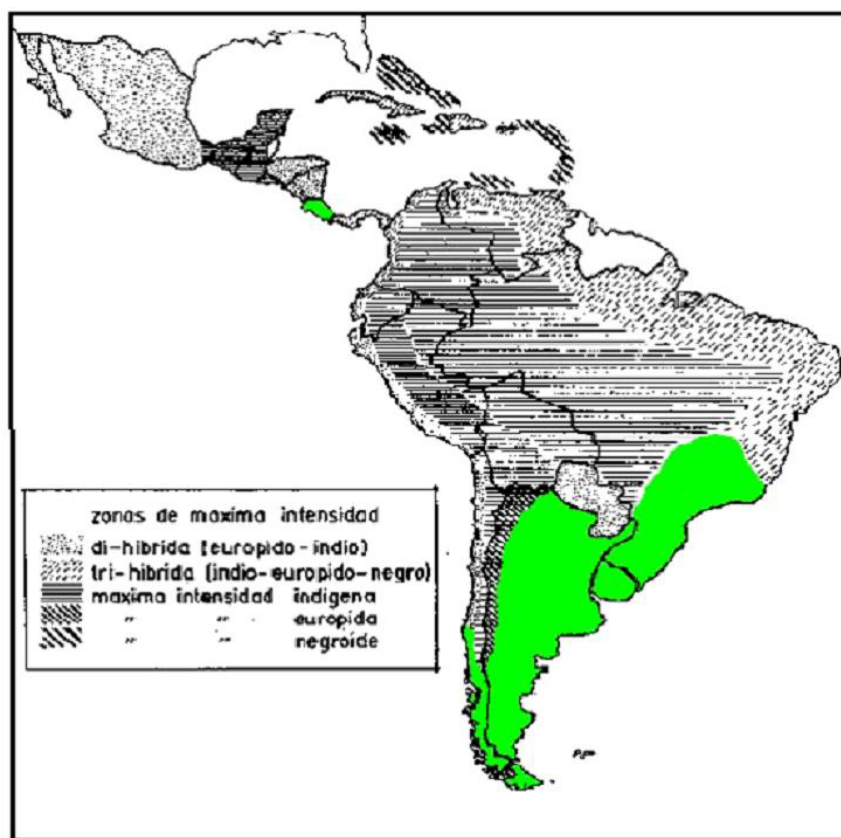 zonas de maxima intensidad
di-hibrida (europido-indio)
tri-hibrida (indio-europido-negro)
maxima intensidad indigena
" " europida
" " negroide